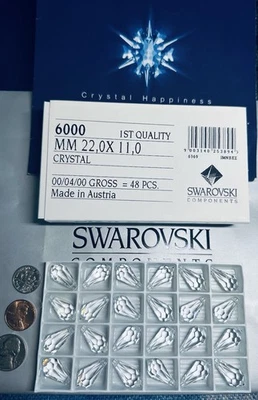 Crystal Happiness
6000
1ST QUALITY
MM 22,0X 11,0
CRYSTAL
00/04/00 GROSS = 48 PCS.
Made in Austria
SWAROVSKI
COMPONENTS
SWAROVSKI
COMPONENTS